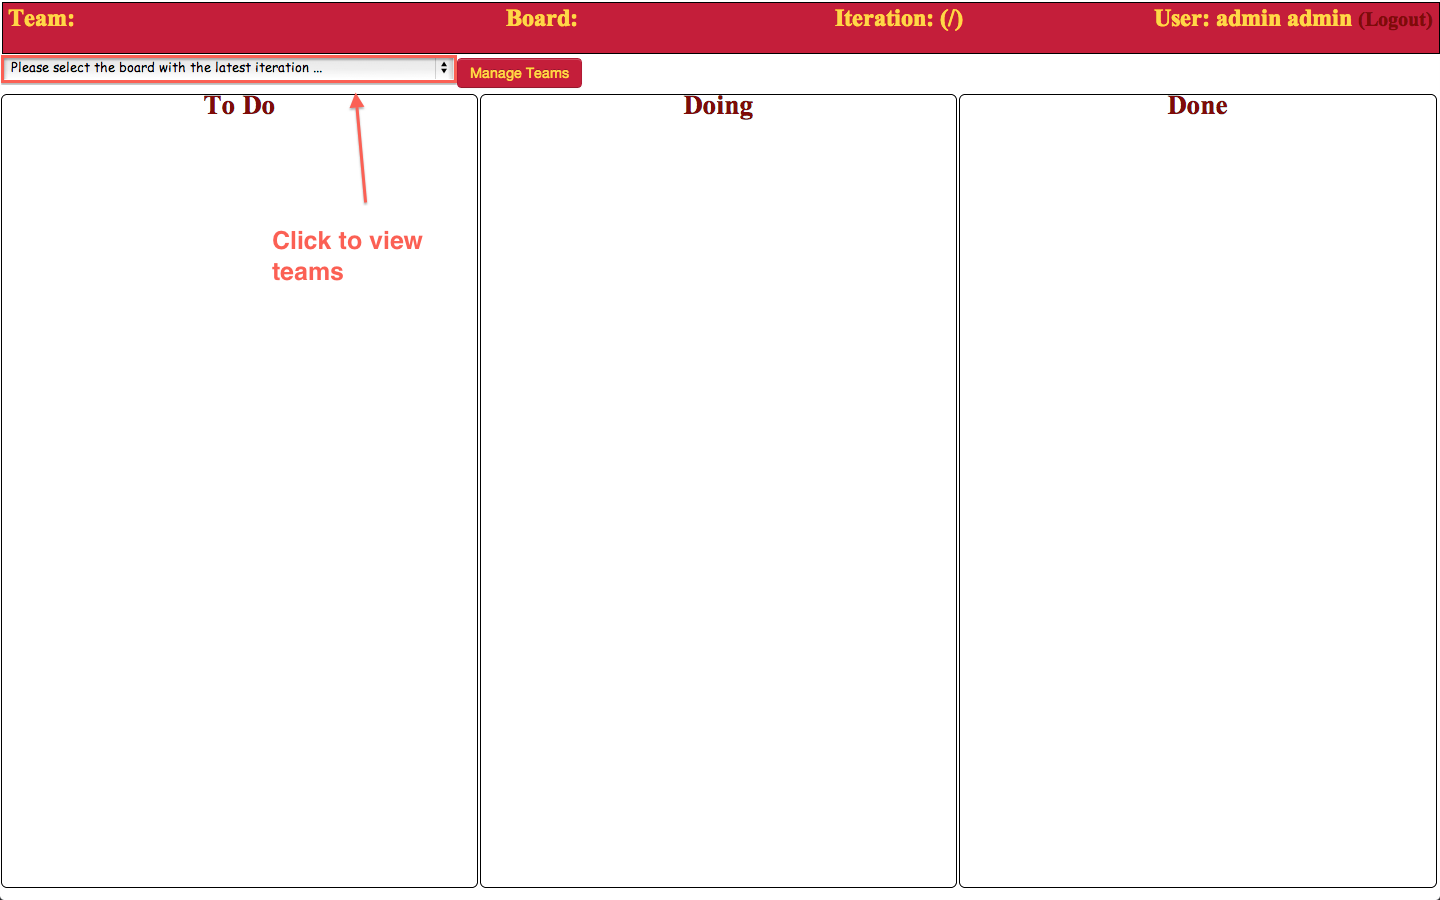 Team: Board: Iteration: (/) User: admin admin (Logout)
Please select the board with the latest iteration ... Manage Teams
To Do Doing Done
Click to view
teams